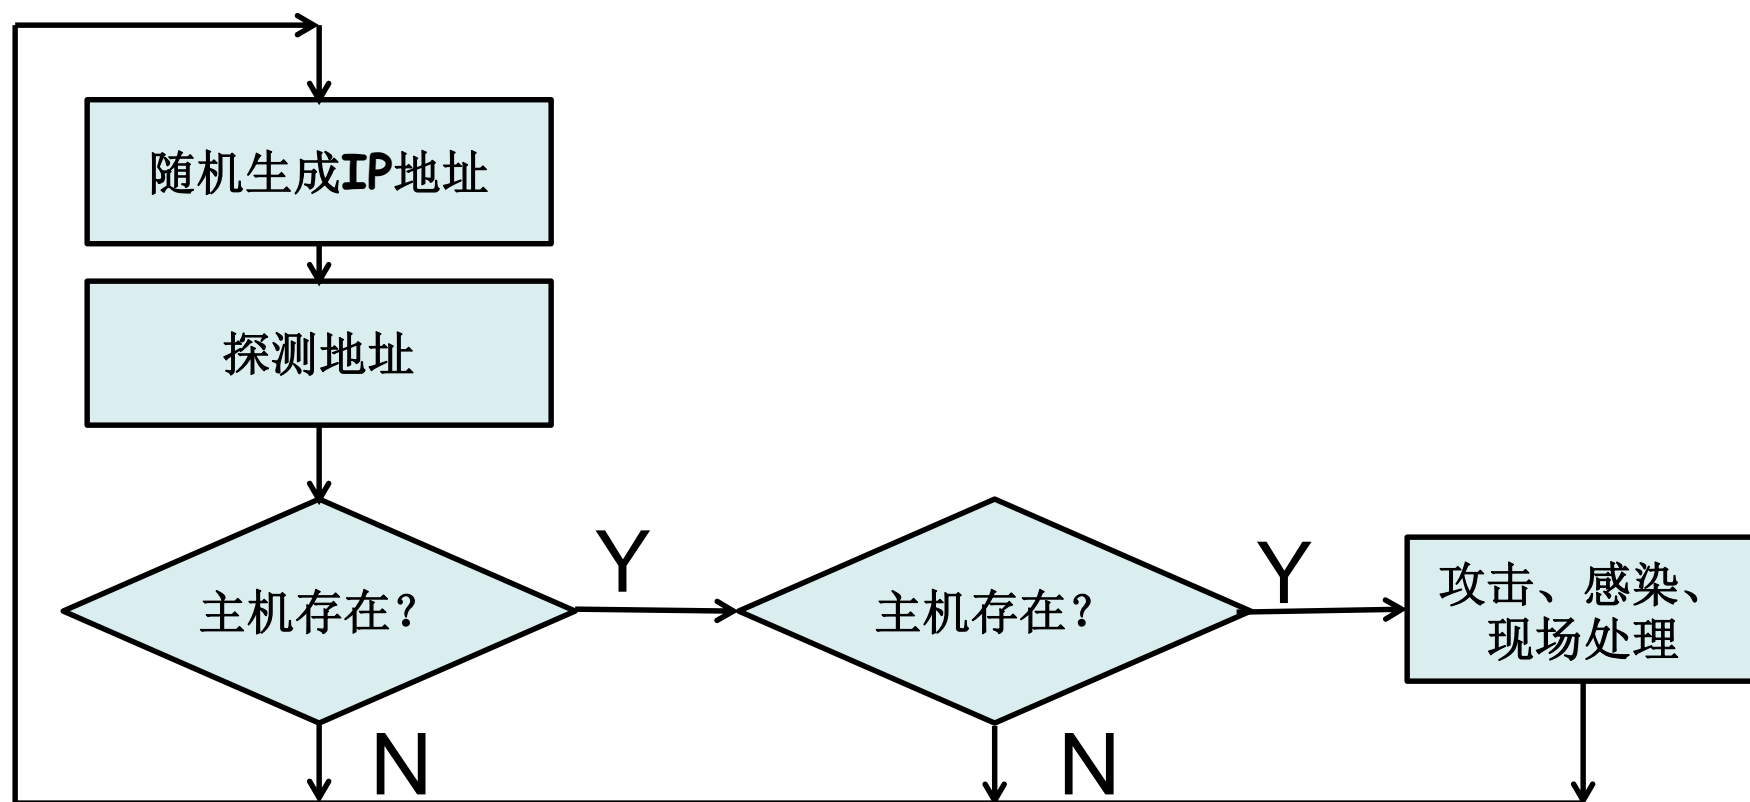 随机生成IP地址
探测地址
主机存在？
Y
主机存在？
Y
攻击、感染、
现场处理
N
N